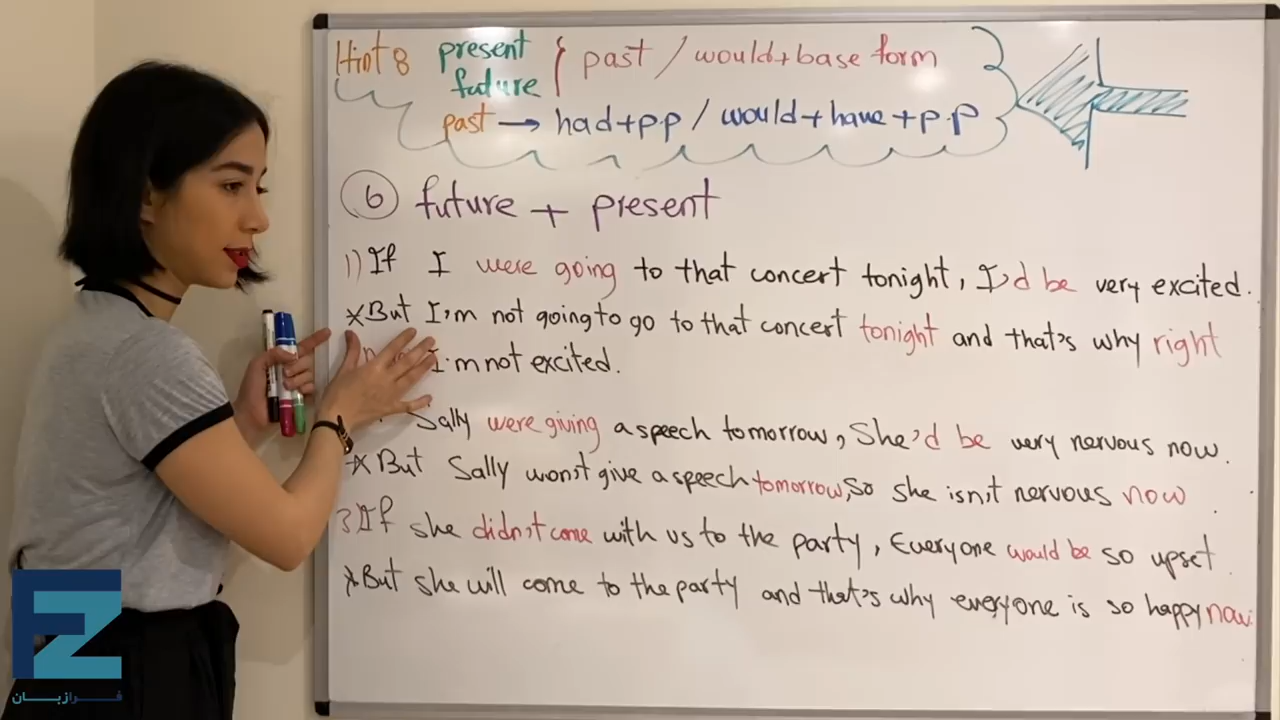 Hint 8 present { past / would+base form
future
past → had+pp / would+have+p.p
6 future + present
1) If I were going to that concert tonight, I'd be very excited.
*But I'm not going to go to that concert tonight and that's why right
I'm not excited.
Sally were giving a speech tomorrow, She'd be very nervous now.
*But Sally won't give a speech tomorrow, so she isn't nervous now.
3) If she didn't come with us to the party, Everyone would be so upset.
*But she will come to the party and that's why everyone is so happy now.
FZ
فرازبان